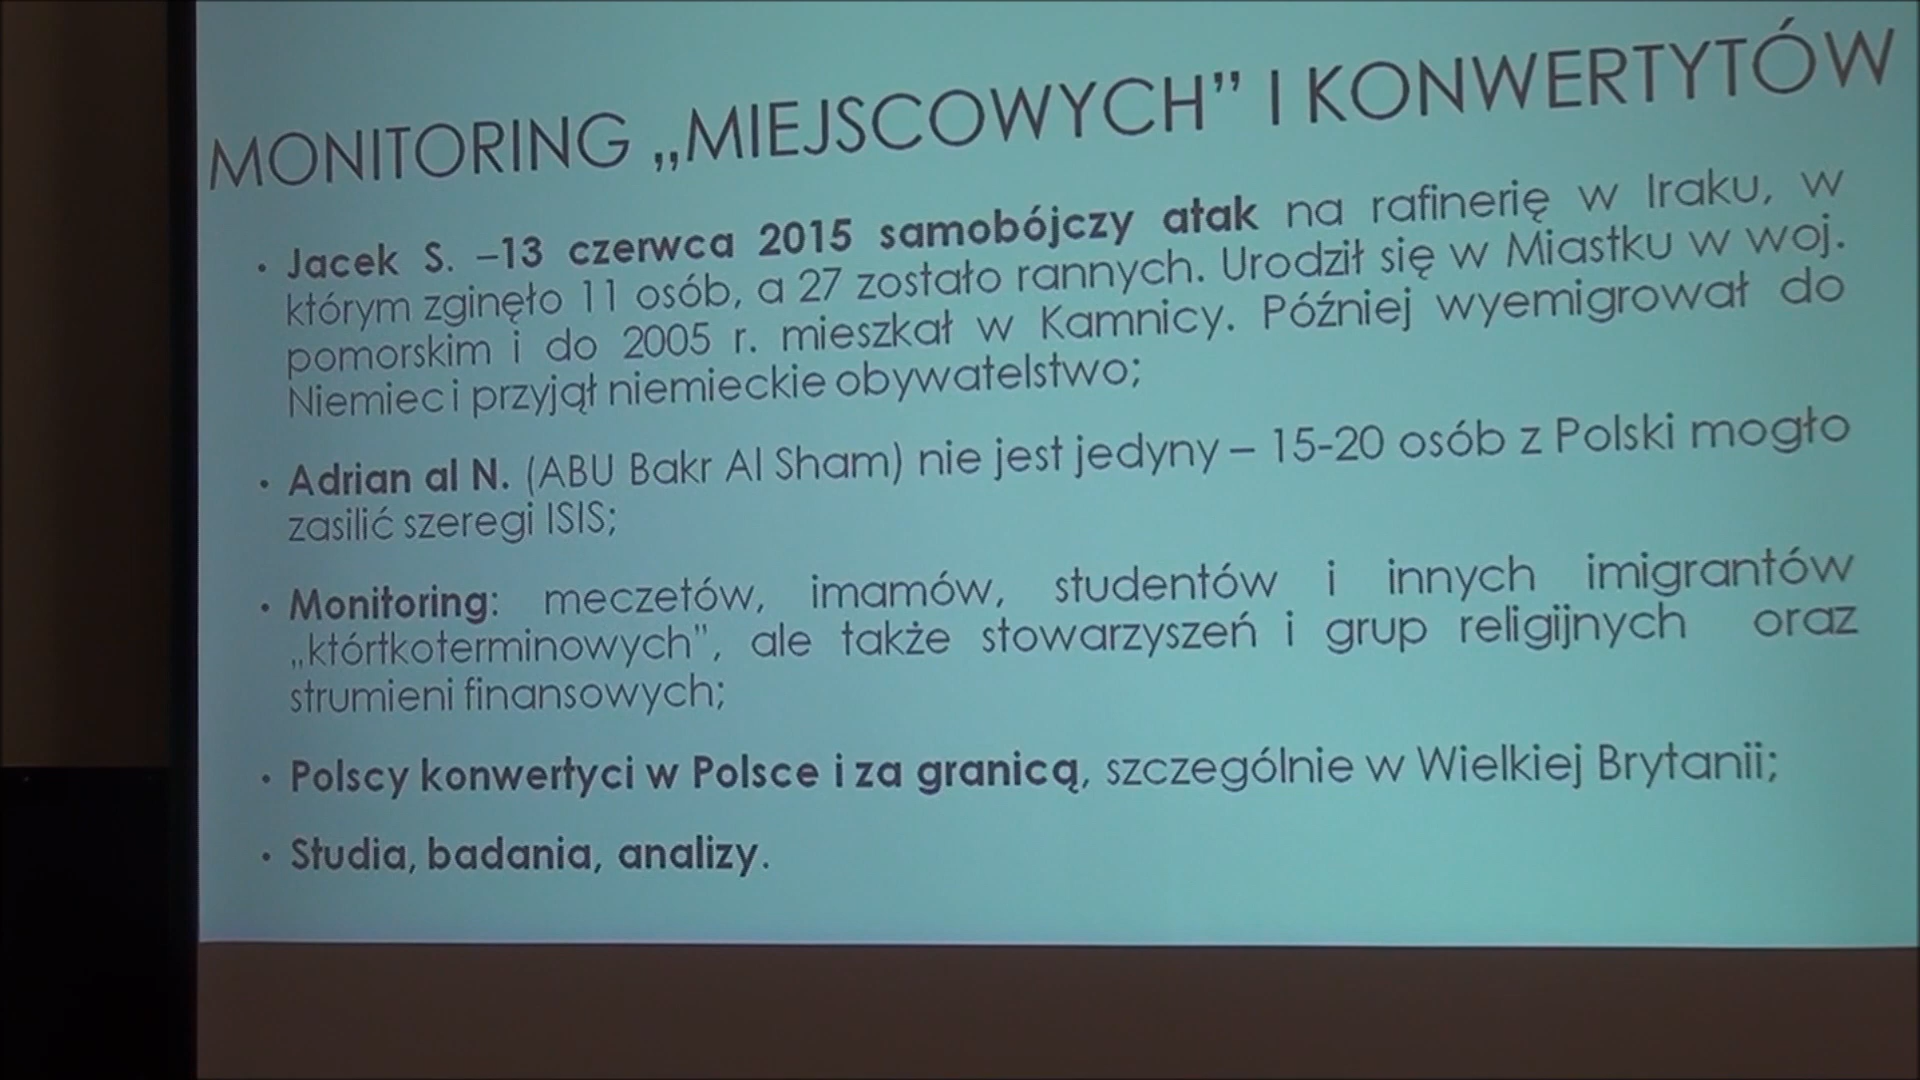 MONITORING „MIEJSCOWYCH” I KONWERTYTÓW
• Jacek S. –13 czerwca 2015 samobójczy atak na rafinerię w Iraku, w
którym zginęło 11 osób, a 27 zostało rannych. Urodził się w Miastku w woj.
pomorskim i do 2005 r. mieszkał w Kamnicy. Później wyemigrował do
Niemiec i przyjął niemieckie obywatelstwo;
• Adrian al N. (ABU Bakr Al Sham) nie jest jedyny – 15-20 osób z Polski mogło
zasilić szeregi ISIS;
• Monitoring: meczetów, imamów, studentów i innych imigrantów
„którtkoterminowych”, ale także stowarzyszeń i grup religijnych oraz
strumieni finansowych;
• Polscy konwertyci w Polsce i za granicą, szczególnie w Wielkiej Brytanii;
• Studia, badania, analizy.